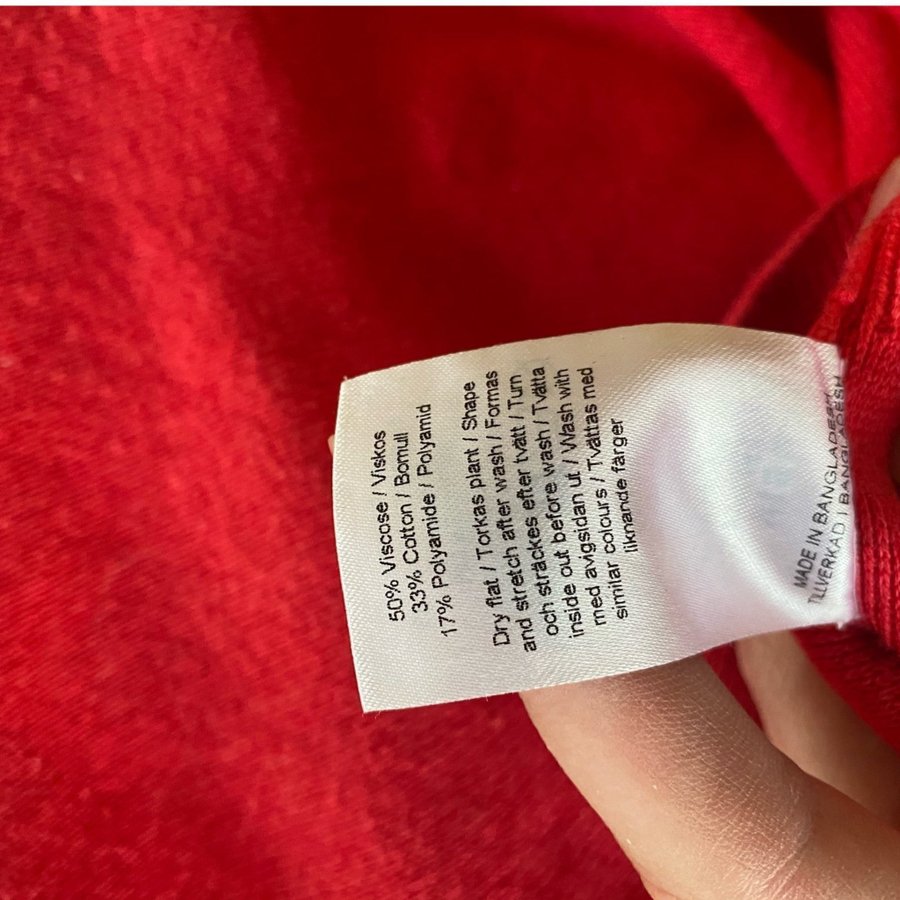 50% Viscose / Viskos
33% Cotton / Bomull
17% Polyamide / Polyamid
Dry flat / Torkas plant / Shape
and stretch after wash / Formas
och sträckes efter tvätt / Turn
inside out before wash / Tvätta
med avigsidan ut / Wash with
similar colours / Tvättas med
liknande färger
MADE IN BANGLADESH
TILLVERKAD I BANGLADESH